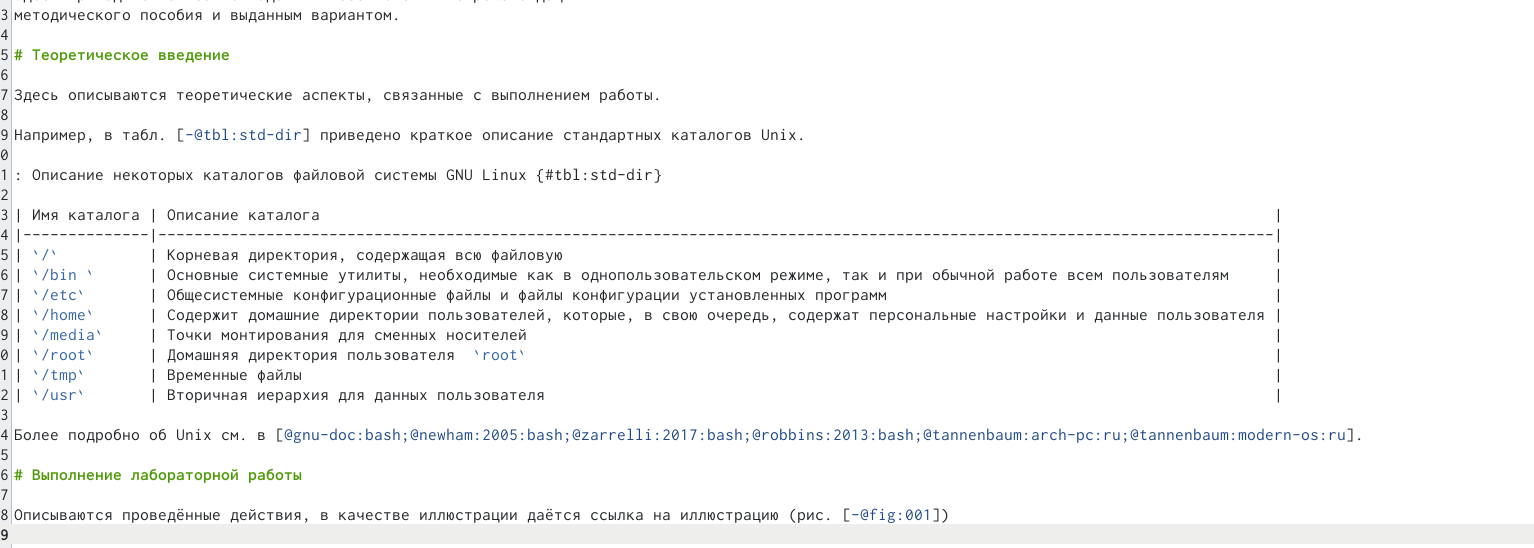 3 методического пособия и выданным вариантом.
4
5 # Теоретическое введение
6
7 Здесь описываются теоретические аспекты, связанные с выполнением работы.
8
9 Например, в табл. [-@tbl:std-dir] приведено краткое описание стандартных каталогов Unix.
0
1 : Описание некоторых каталогов файловой системы GNU Linux {#tbl:std-dir}
2
3 | Имя каталога | Описание каталога |
4 |--------------|----------------------------------------------------------------------------------------------------------------------------|
5 | `/` | Корневая директория, содержащая всю файловую |
6 | `/bin ` | Основные системные утилиты, необходимые как в однопользовательском режиме, так и при обычной работе всем пользователям |
7 | `/etc` | Общесистемные конфигурационные файлы и файлы конфигурации установленных программ |
8 | `/home` | Содержит домашние директории пользователей, которые, в свою очередь, содержат персональные настройки и данные пользователя |
9 | `/media` | Точки монтирования для сменных носителей |
0 | `/root` | Домашняя директория пользователя `root` |
1 | `/tmp` | Временные файлы |
2 | `/usr` | Вторичная иерархия для данных пользователя |
3
4 Более подробно об Unix см. в [@gnu-doc:bash;@newham:2005:bash;@zarrelli:2017:bash;@robbins:2013:bash;@tannenbaum:arch-pc:ru;@tannenbaum:modern-os:ru].
5
6 # Выполнение лабораторной работы
7
8 Описываются проведённые действия, в качестве иллюстрации даётся ссылка на иллюстрацию (рис. [-@fig:001])
9